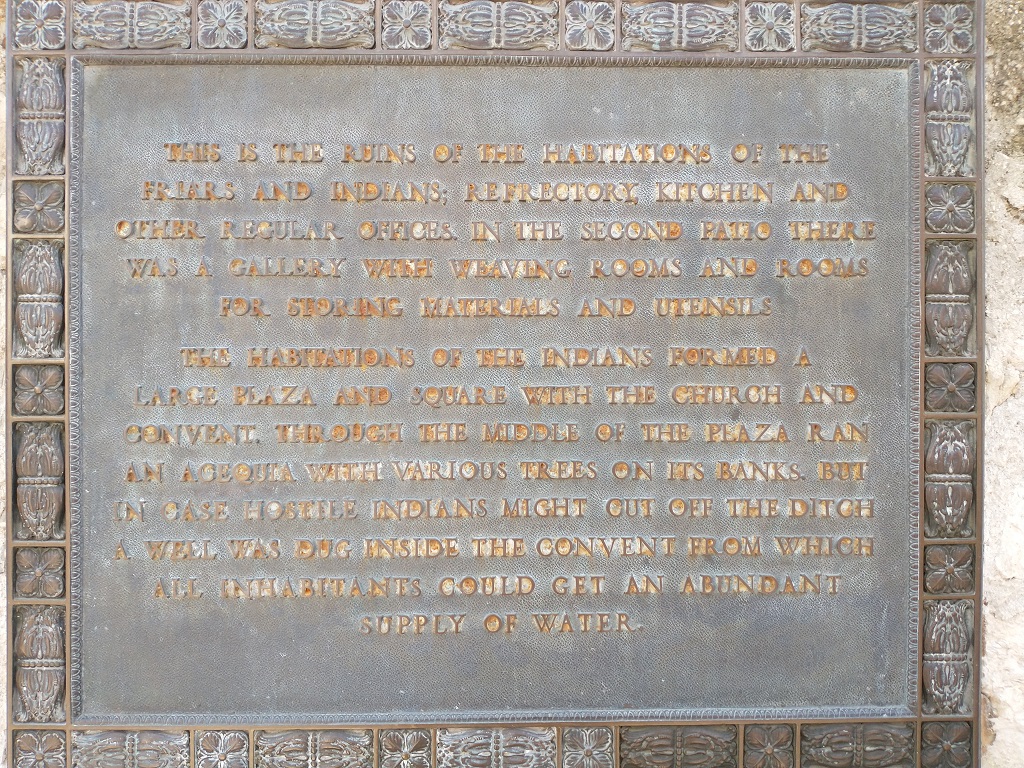 THIS IS THE RUINS OF THE HABITATIONS OF THE
FRIARS AND INDIANS; REFRECTORY, KITCHEN AND
OTHER REGULAR OFFICES. IN THE SECOND PATIO THERE
WAS A GALLERY WITH WEAVING ROOMS AND ROOMS
FOR STORING MATERIALS AND UTENSILS
THE HABITATIONS OF THE INDIANS FORMED A
LARGE PLAZA AND SQUARE WITH THE CHURCH AND
CONVENT. THROUGH THE MIDDLE OF THE PLAZA RAN
AN ACEQUIA WITH VARIOUS TREES ON ITS BANKS. BUT
IN CASE HOSTILE INDIANS MIGHT CUT OFF THE DITCH
A WELL WAS DUG INSIDE THE CONVENT FROM WHICH
ALL INHABITANTS COULD GET AN ABUNDANT
SUPPLY OF WATER.